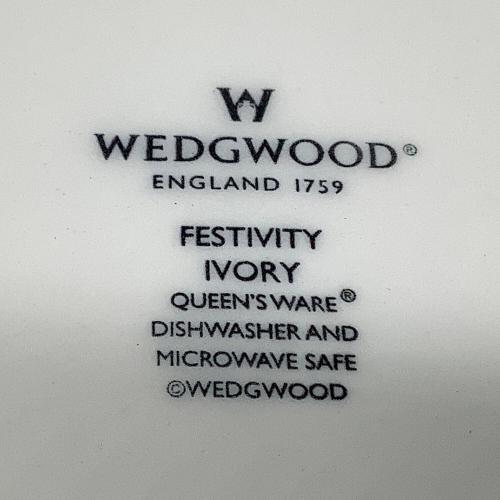 W
WEDGWOOD®
ENGLAND 1759
FESTIVITY
IVORY
QUEEN'S WARE®
DISHWASHER AND
MICROWAVE SAFE
©WEDGWOOD